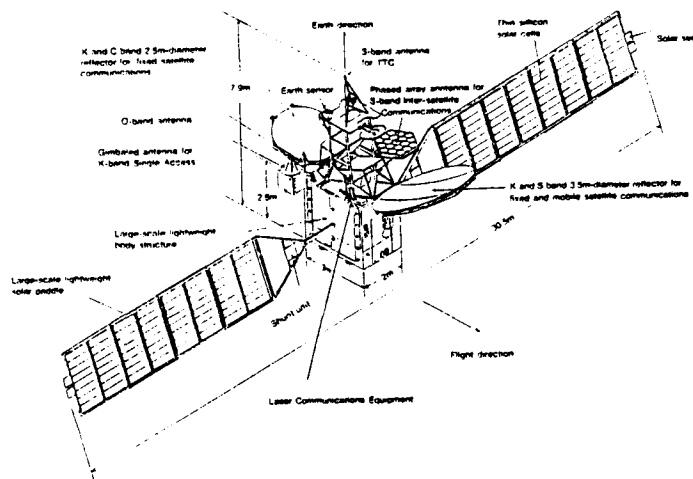 Earth direction
Thin silicon
solar cells
K and C band 2.5m-diameter
reflector for fixed satellite
communications
S-band antenna
for TTC
7.9m
Earth sensor
Phased array antenna for
S-band Inter-satellite
Communications
O-band antenna
Gimbaled antenna for
K-band Single Access
2.5m
K and S band 3.5m-diameter reflector for
fixed and mobile satellite communications
Large-scale lightweight
body structure
30.5m
Large-scale lightweight
solar paddle
3m
2m
Shunt unit
Flight direction
Laser Communications Equipment